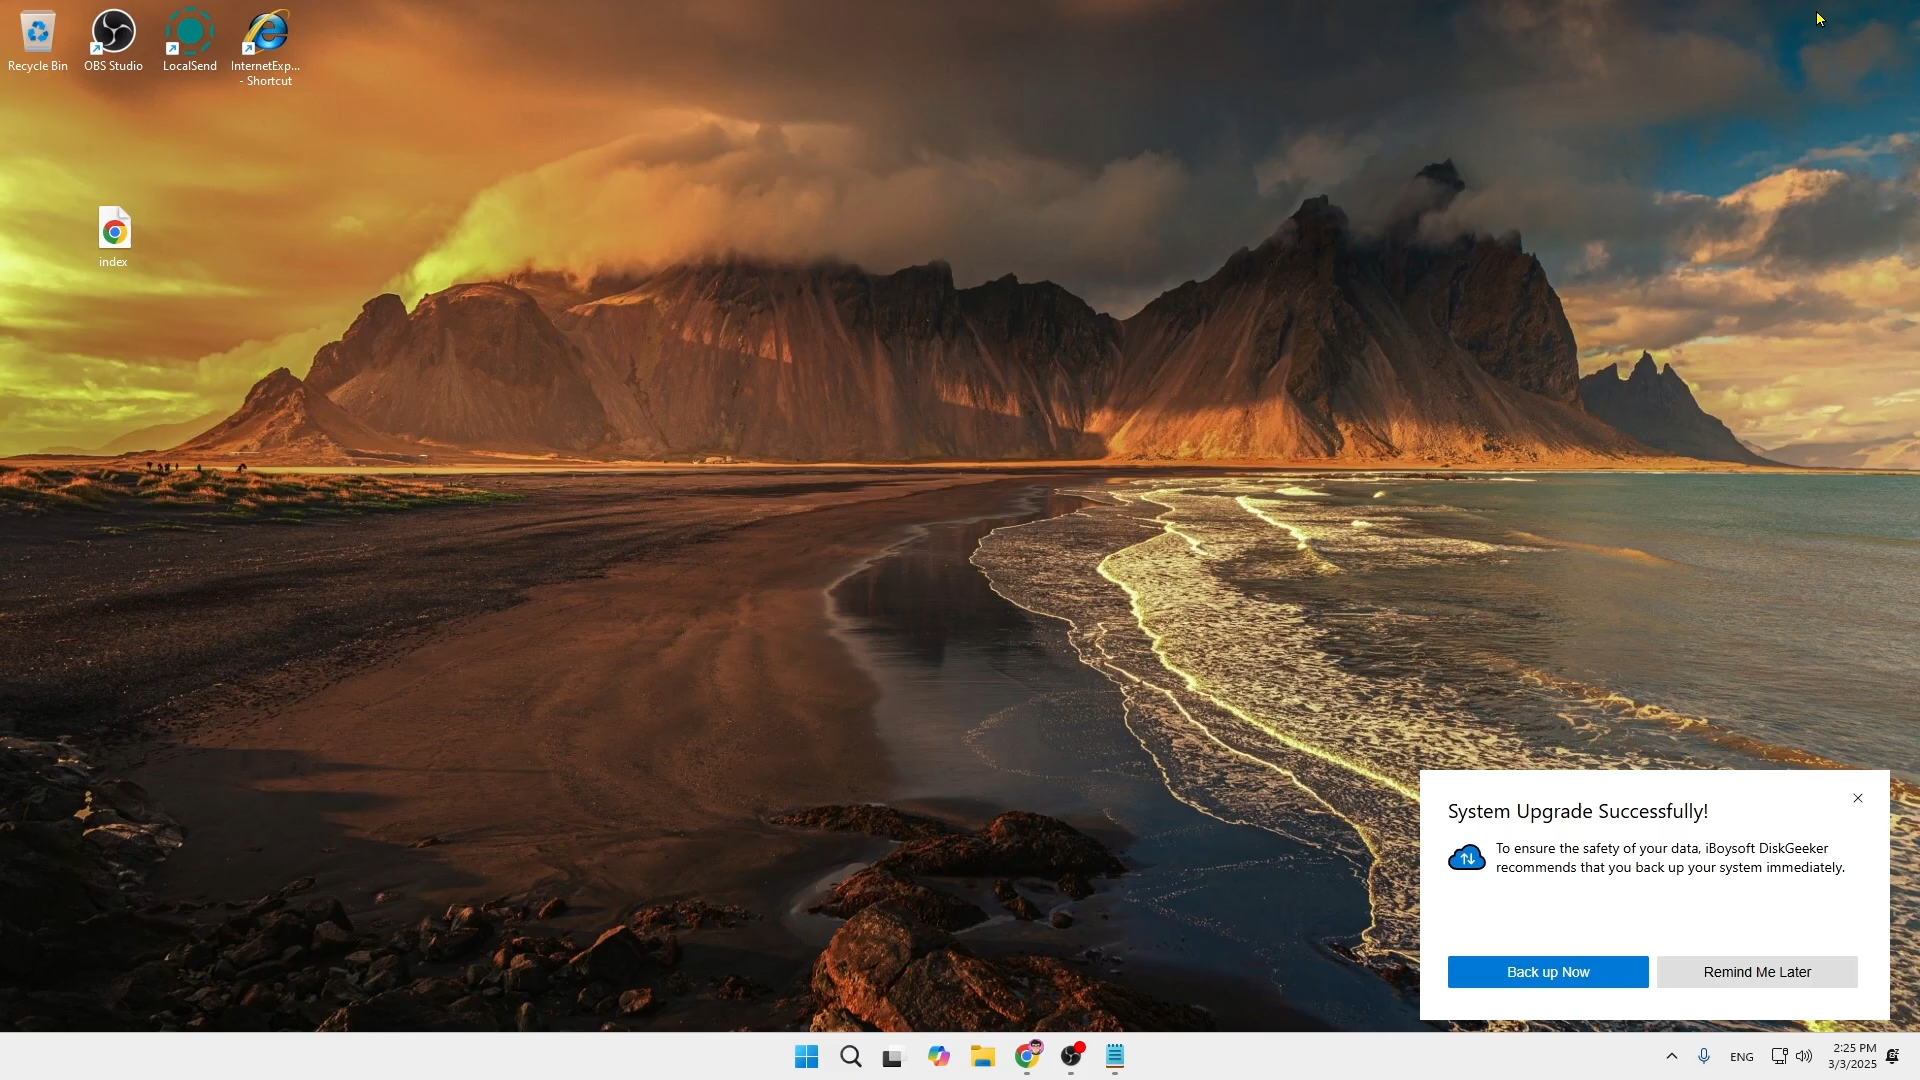 Recycle Bin
OBS Studio
LocalSend
InternetExp...
- Shortcut
index
System Upgrade Successfully!
To ensure the safety of your data, iBoysoft DiskGeeker
recommends that you back up your system immediately.
Back up Now
Remind Me Later
ENG
2:25 PM
3/3/2025